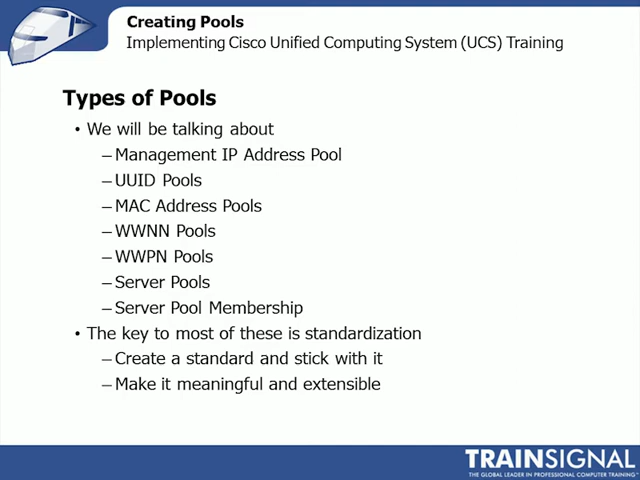 Creating Pools
Implementing Cisco Unified Computing System (UCS) Training
Types of Pools
• We will be talking about
– Management IP Address Pool
– UUID Pools
– MAC Address Pools
– WWNN Pools
– WWPN Pools
– Server Pools
– Server Pool Membership
• The key to most of these is standardization
– Create a standard and stick with it
– Make it meaningful and extensible
TRAINSIGNAL
THE GLOBAL LEADER IN PROFESSIONAL COMPUTER TRAINING™